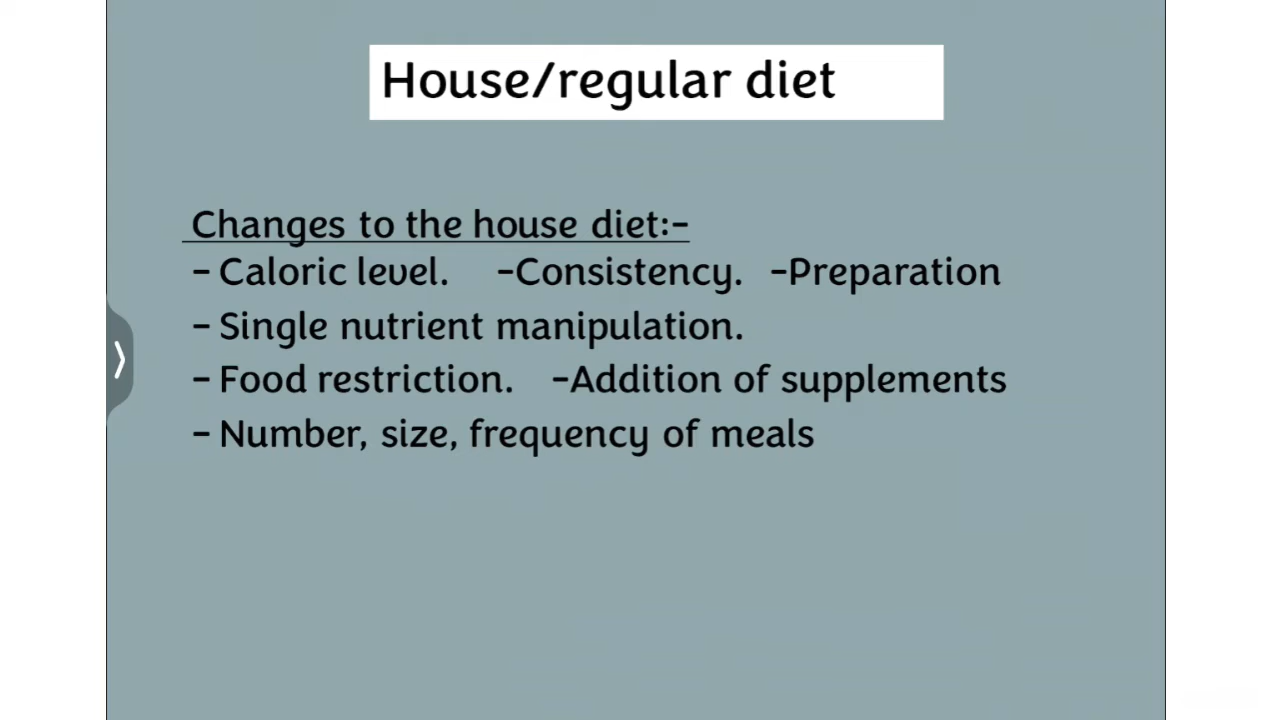 House/regular diet
Changes to the house diet:-
- Caloric level. -Consistency. -Preparation
- Single nutrient manipulation.
- Food restriction. -Addition of supplements
- Number, size, frequency of meals